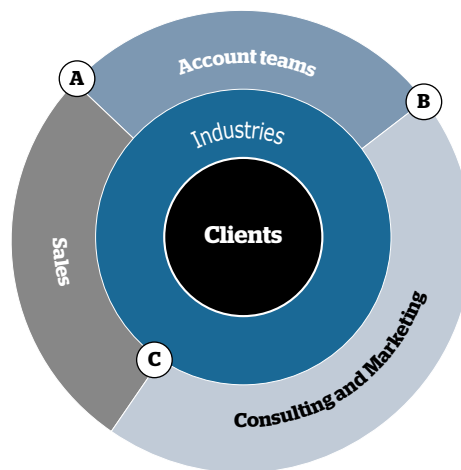 Account teams
A
B
Industries
Clients
Sales
C
Consulting and Marketing